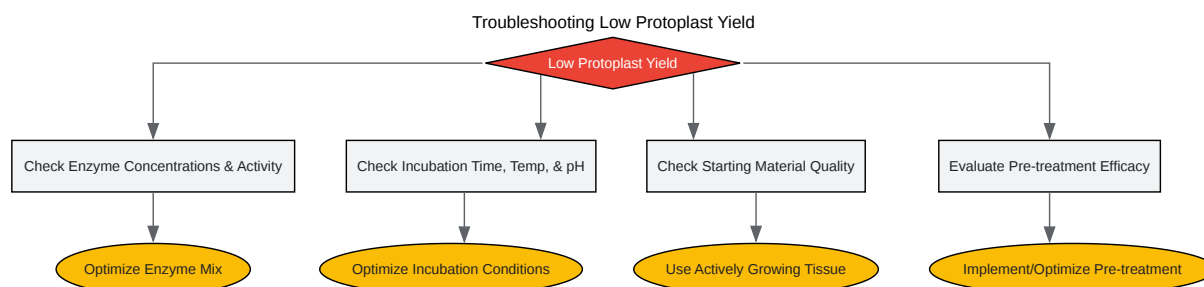 Troubleshooting Low Protoplast Yield
Low Protoplast Yield
Check Enzyme Concentrations & Activity
Check Incubation Time, Temp, & pH
Check Starting Material Quality
Evaluate Pre-treatment Efficacy
Optimize Enzyme Mix
Optimize Incubation Conditions
Use Actively Growing Tissue
Implement/Optimize Pre-treatment